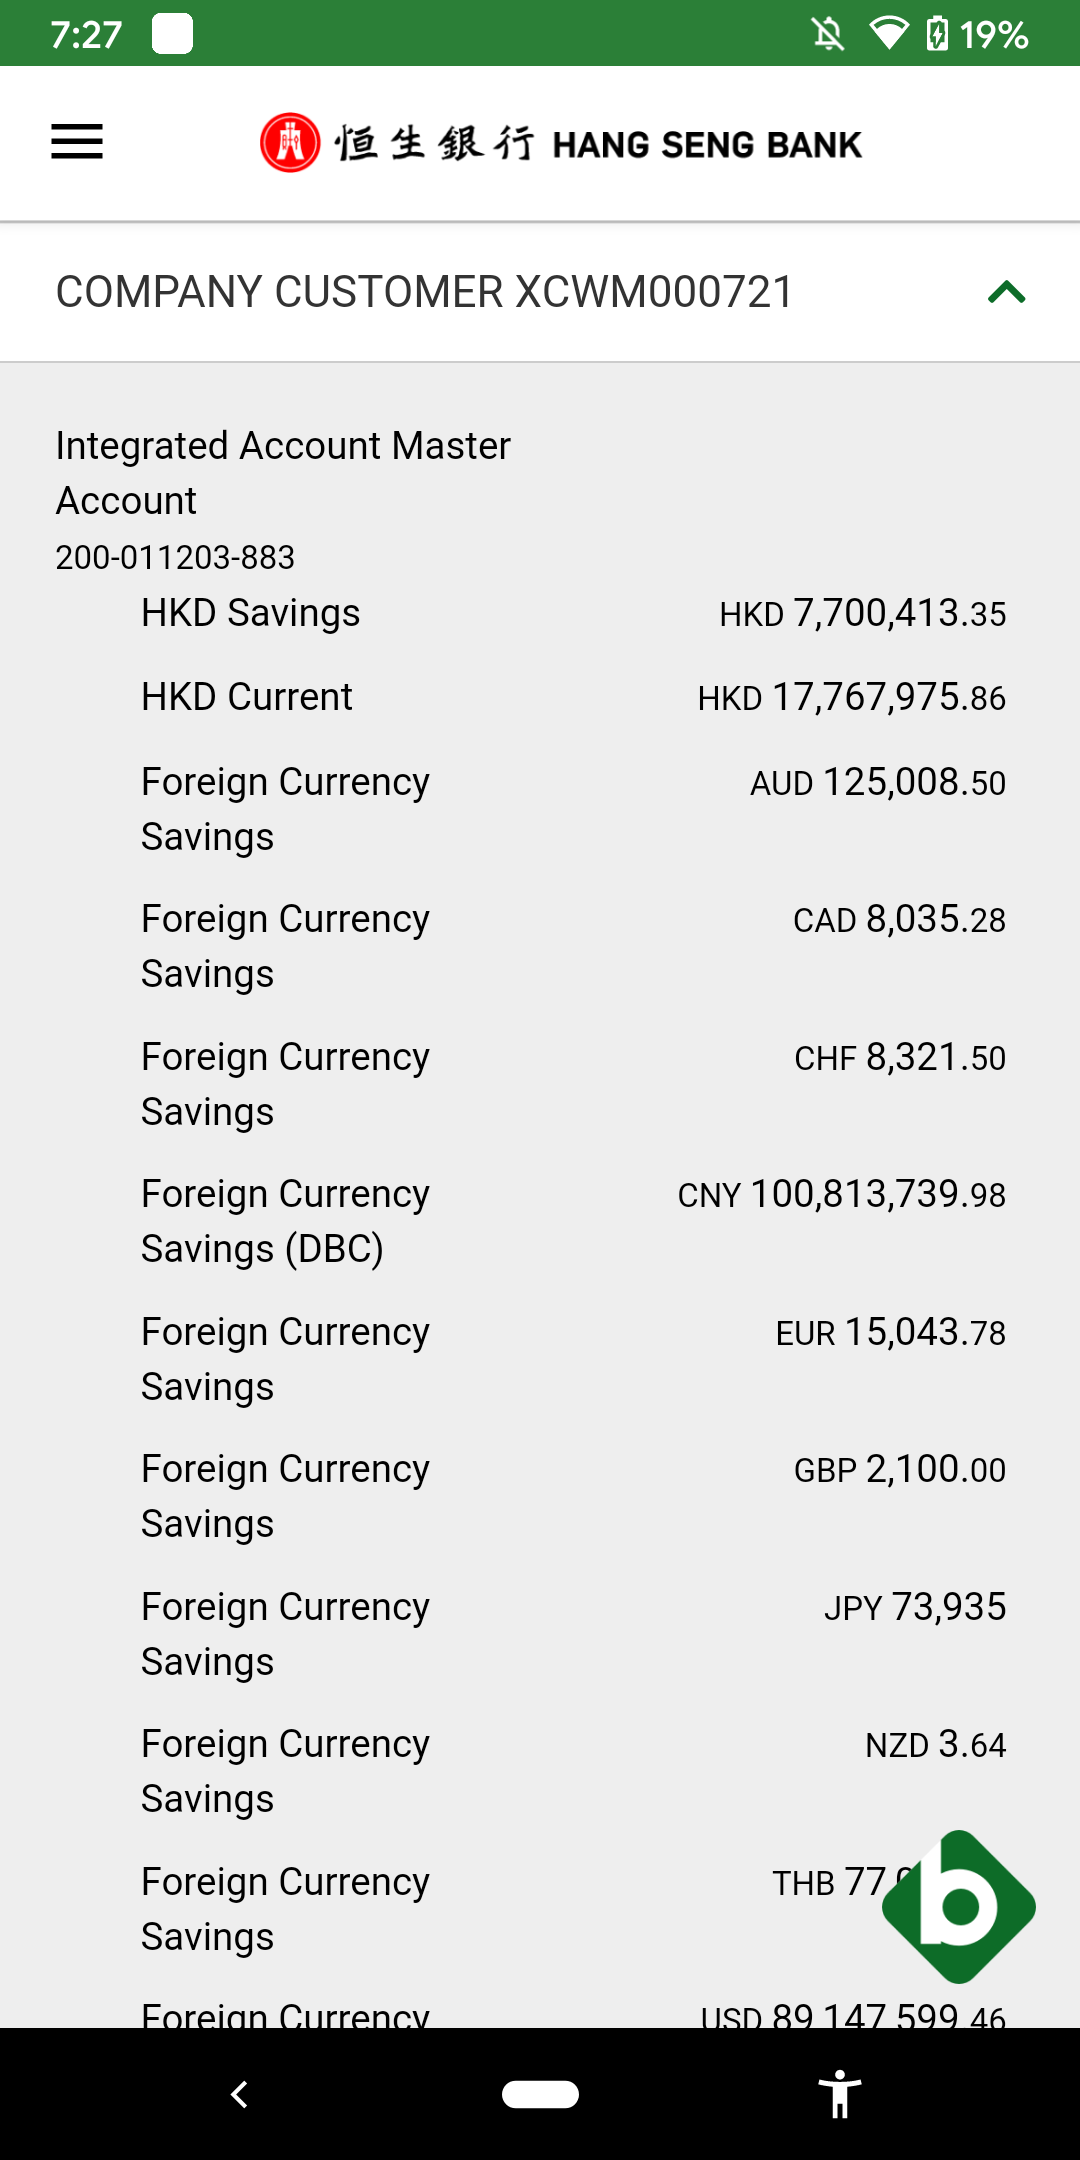 7:27 19%
恒生銀行 HANG SENG BANK
COMPANY CUSTOMER XCWM000721
Integrated Account Master
Account
200-011203-883
HKD Savings HKD 7,700,413.35
HKD Current HKD 17,767,975.86
Foreign Currency AUD 125,008.50
Savings
Foreign Currency CAD 8,035.28
Savings
Foreign Currency CHF 8,321.50
Savings
Foreign Currency CNY 100,813,739.98
Savings (DBC)
Foreign Currency EUR 15,043.78
Savings
Foreign Currency GBP 2,100.00
Savings
Foreign Currency JPY 73,935
Savings
Foreign Currency NZD 3.64
Savings
Foreign Currency THB
Savings
Foreign Currency USD 89,147,599.46